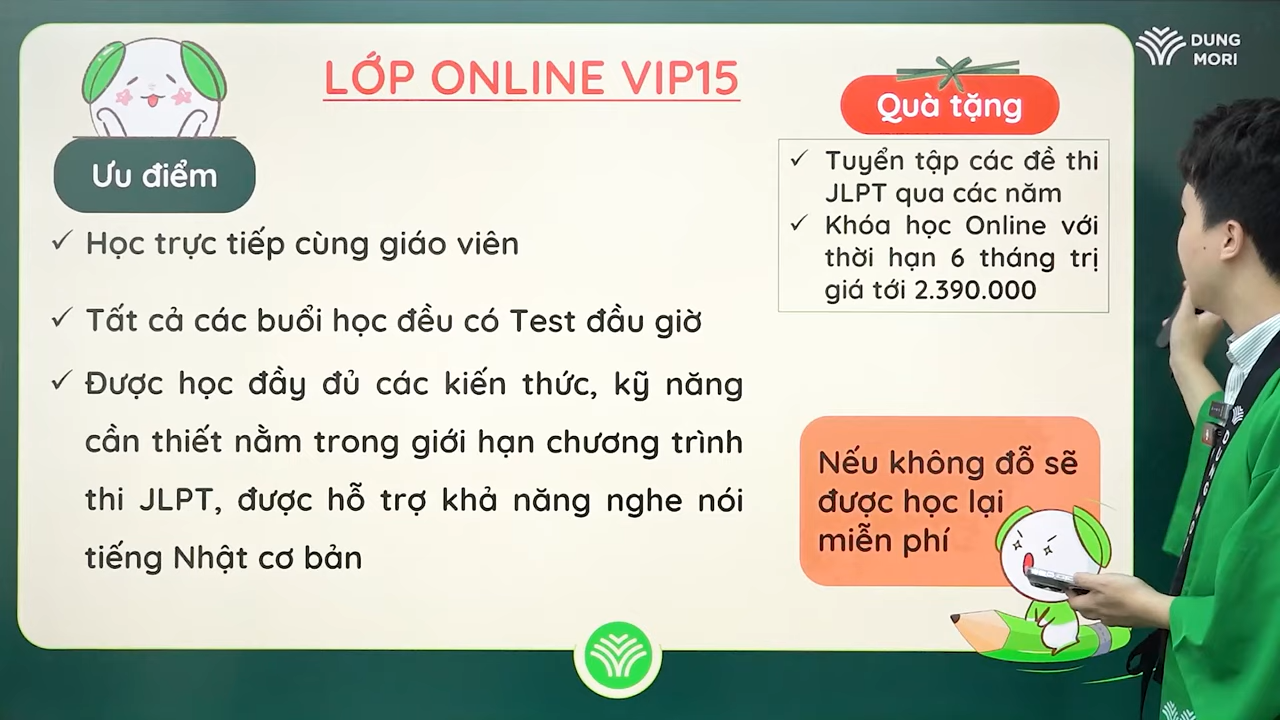 LỚP ONLINE VIP15
DUNG
MORI
Ưu điểm
✓ Học trực tiếp cùng giáo viên
✓ Tất cả các buổi học đều có Test đầu giờ
✓ Được học đầy đủ các kiến thức, kỹ năng
cần thiết nằm trong giới hạn chương trình
thi JLPT, được hỗ trợ khả năng nghe nói
tiếng Nhật cơ bản
Quà tặng
✓ Tuyển tập các đề thi
JLPT qua các năm
✓ Khóa học Online với
thời hạn 6 tháng trị
giá tới 2.390.000
Nếu không đỗ sẽ
được học lại
miễn phí